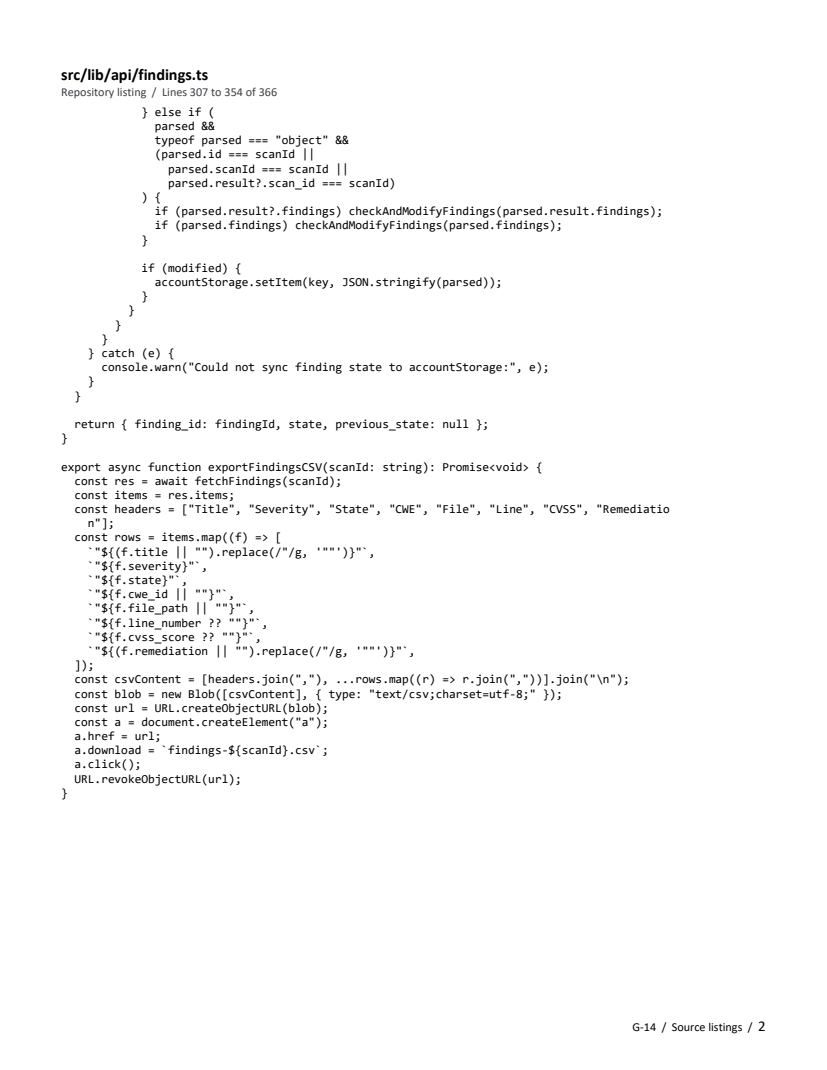 src/lib/api/findings.ts
Repository listing / Lines 307 to 354 of 366
            } else if (
              parsed &&
              typeof parsed === "object" &&
              (parsed.id === scanId ||
                parsed.scanId === scanId ||
                parsed.result?.scan_id === scanId)
            ) {
              if (parsed.result?.findings) checkAndModifyFindings(parsed.result.findings);
              if (parsed.findings) checkAndModifyFindings(parsed.findings);
            }

            if (modified) {
              accountStorage.setItem(key, JSON.stringify(parsed));
            }
          }
        }
      }
    } catch (e) {
      console.warn("Could not sync finding state to accountStorage:", e);
    }
  }

  return { finding_id: findingId, state, previous_state: null };
}

export async function exportFindingsCSV(scanId: string): Promise<void> {
  const res = await fetchFindings(scanId);
  const items = res.items;
  const headers = ["Title", "Severity", "State", "CWE", "File", "Line", "CVSS", "Remediatio
    n"];
  const rows = items.map((f) => [
    `"${(f.title || "").replace(/"/g, '""')}"`,
    `"${f.severity}"`,
    `"${f.state}"`,
    `"${f.cwe_id || ""}"`,
    `"${f.file_path || ""}"`,
    `"${f.line_number ?? ""}"`,
    `"${f.cvss_score ?? ""}"`,
    `"${(f.remediation || "").replace(/"/g, '""')}"`,
  ]);
  const csvContent = [headers.join(","), ...rows.map((r) => r.join(","))].join("\n");
  const blob = new Blob([csvContent], { type: "text/csv;charset=utf-8;" });
  const url = URL.createObjectURL(blob);
  const a = document.createElement("a");
  a.href = url;
  a.download = `findings-${scanId}.csv`;
  a.click();
  URL.revokeObjectURL(url);
}
G-14 / Source listings / 2